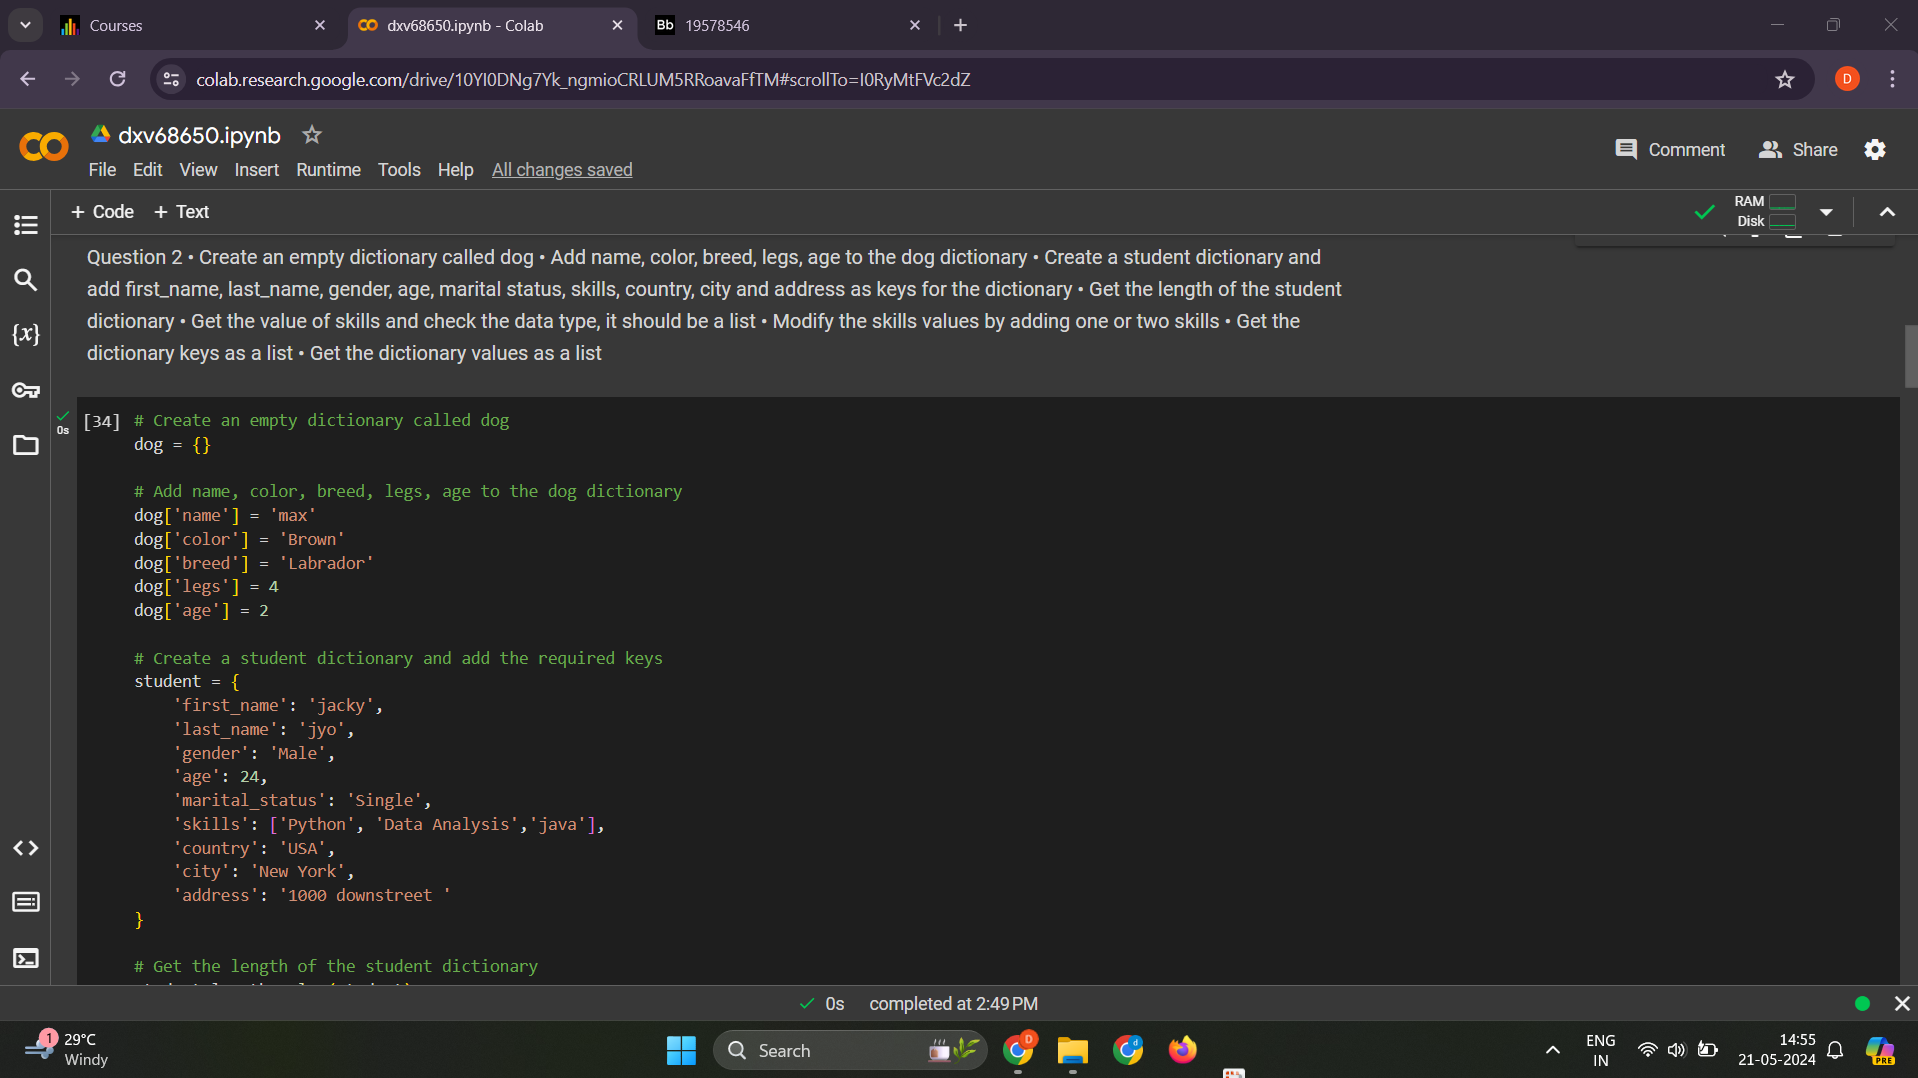 Courses
dxv68650.ipynb - Colab
Bb 19578546
colab.research.google.com/drive/10YI0DNg7Yk_ngmioCRLUM5RRoavaFfTM#scrollTo=I0RyMtFVc2dZ
D
dxv68650.ipynb
File Edit View Insert Runtime Tools Help All changes saved
Comment Share
+ Code + Text
RAM
Disk
Question 2 • Create an empty dictionary called dog • Add name, color, breed, legs, age to the dog dictionary • Create a student dictionary and
add first_name, last_name, gender, age, marital status, skills, country, city and address as keys for the dictionary • Get the length of the student
dictionary • Get the value of skills and check the data type, it should be a list • Modify the skills values by adding one or two skills • Get the
dictionary keys as a list • Get the dictionary values as a list
{x}
0s
[34] # Create an empty dictionary called dog
dog = {}
# Add name, color, breed, legs, age to the dog dictionary
dog['name'] = 'max'
dog['color'] = 'Brown'
dog['breed'] = 'Labrador'
dog['legs'] = 4
dog['age'] = 2
# Create a student dictionary and add the required keys
student = {
'first_name': 'jacky',
'last_name': 'jyo',
'gender': 'Male',
'age': 24,
'marital_status': 'Single',
'skills': ['Python', 'Data Analysis','java'],
'country': 'USA',
'city': 'New York',
'address': '1000 downstreet '
}
# Get the length of the student dictionary
0s completed at 2:49 PM
1
29°C
Windy
Search
D
d
ENG
IN
14:55
21-05-2024
PRE